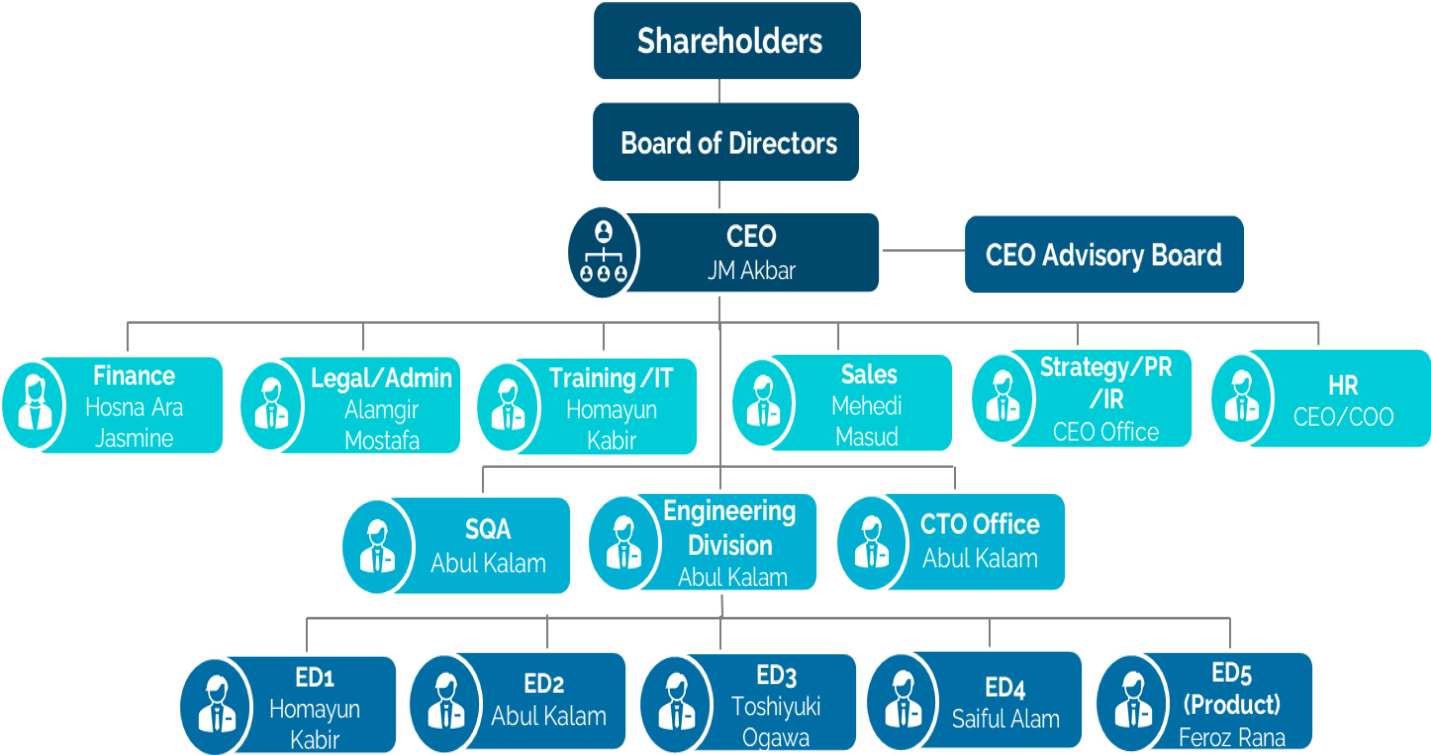 Shareholders
Board of Directors
CEO
JM Akbar
CEO Advisory Board
Finance
Hosna Ara
Jasmine
Legal/Admin
Alamgir
Mostafa
Training/IT
Homayun
Kabir
Sales
Mehedi
Masud
Strategy/PR
/IR
CEO Office
HR
CEO/COO
SQA
Abul Kalam
Engineering
Division
Abul Kalam
CTO Office
Abul Kalam
ED1
Homayun
Kabir
ED2
Abul Kalam
ED3
Toshiyuki
Ogawa
ED4
Saiful Alam
ED5
(Product)
Feroz Rana